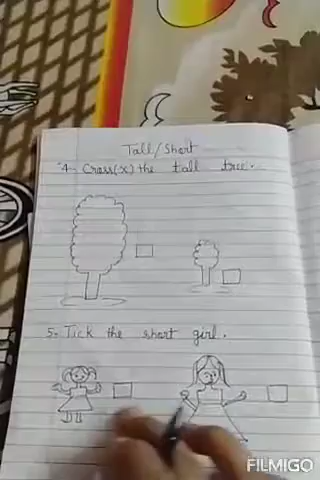 Tall/Short
4. Cross(x) the tall tree.
5. Tick the short girl.
FILMIGO